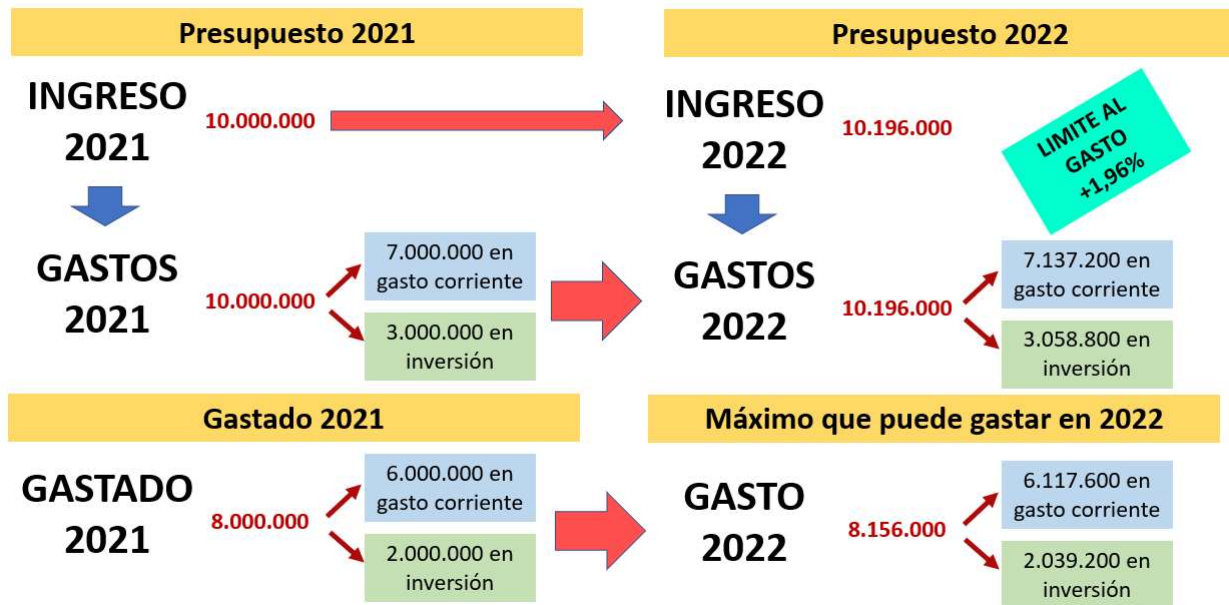 Presupuesto 2021
Presupuesto 2022
INGRESO
2021
10.000.000
INGRESO
2022
10.196.000
LIMITE AL
GASTO
+1,96%
GASTOS
2021
10.000.000
7.000.000 en
gasto corriente
3.000.000 en
inversión
GASTOS
2022
10.196.000
7.137.200 en
gasto corriente
3.058.800 en
inversión
Gastado 2021
Máximo que puede gastar en 2022
GASTADO
2021
8.000.000
6.000.000 en
gasto corriente
2.000.000 en
inversión
GASTO
2022
8.156.000
6.117.600 en
gasto corriente
2.039.200 en
inversión